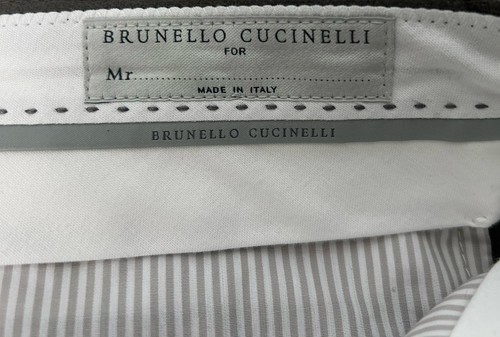 BRUNELLO CUCINELLI
FOR
Mr..............................
MADE IN ITALY
BRUNELLO CUCINELLI